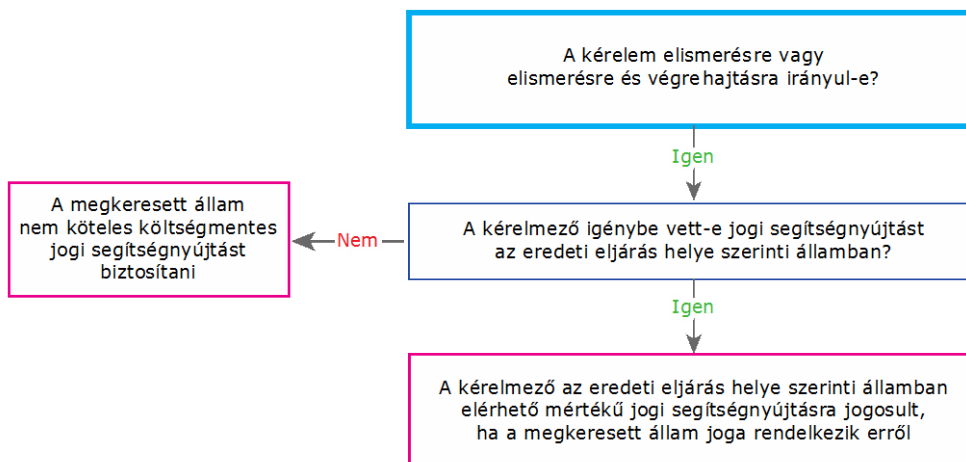 A kérelem elismerésre vagy
elismerésre és végrehajtásra irányul-e?
Igen
A kérelmező igénybe vett-e jogi segítségnyújtást
az eredeti eljárás helye szerinti államban?
Nem
A megkeresett állam
nem köteles költségmentes
jogi segítségnyújtást
biztosítani
Igen
A kérelmező az eredeti eljárás helye szerinti államban
elérhető mértékű jogi segítségnyújtásra jogosult,
ha a megkeresett állam joga rendelkezik erről